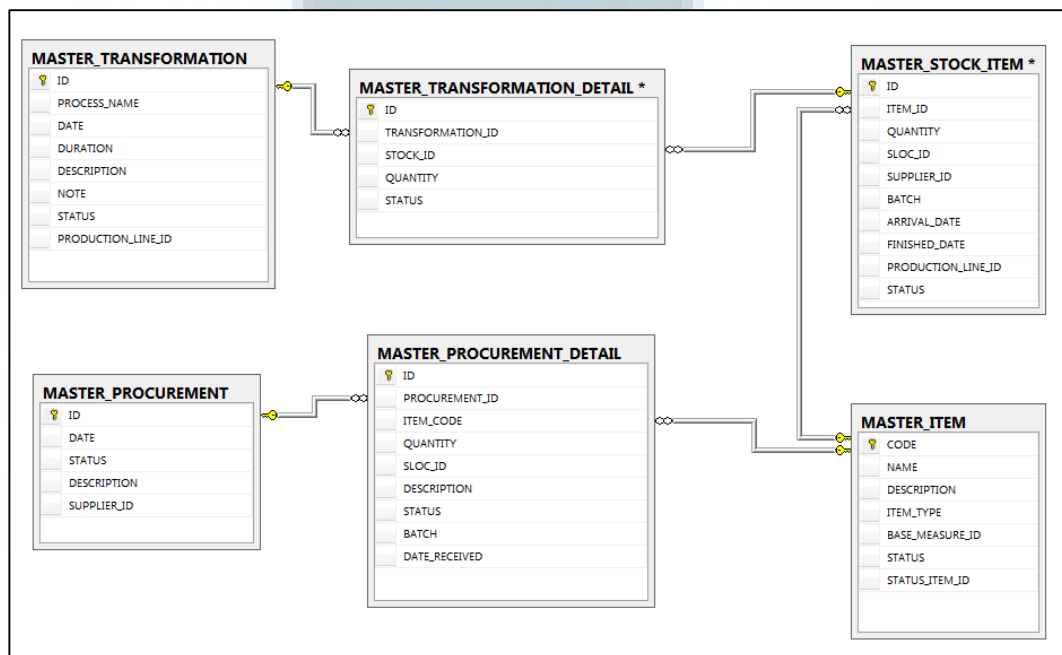 MASTER_TRANSFORMATION
ID
PROCESS_NAME
DATE
DURATION
DESCRIPTION
NOTE
STATUS
PRODUCTION_LINE_ID
MASTER_TRANSFORMATION_DETAIL *
ID
TRANSFORMATION_ID
STOCK_ID
QUANTITY
STATUS
MASTER_STOCK_ITEM *
ID
ITEM_ID
QUANTITY
SLOC_ID
SUPPLIER_ID
BATCH
ARRIVAL_DATE
FINISHED_DATE
PRODUCTION_LINE_ID
STATUS
MASTER_PROCUREMENT
ID
DATE
STATUS
DESCRIPTION
SUPPLIER_ID
MASTER_PROCUREMENT_DETAIL
ID
PROCUREMENT_ID
ITEM_CODE
QUANTITY
SLOC_ID
DESCRIPTION
STATUS
BATCH
DATE_RECEIVED
MASTER_ITEM
CODE
NAME
DESCRIPTION
ITEM_TYPE
BASE_MEASURE_ID
STATUS
STATUS_ITEM_ID